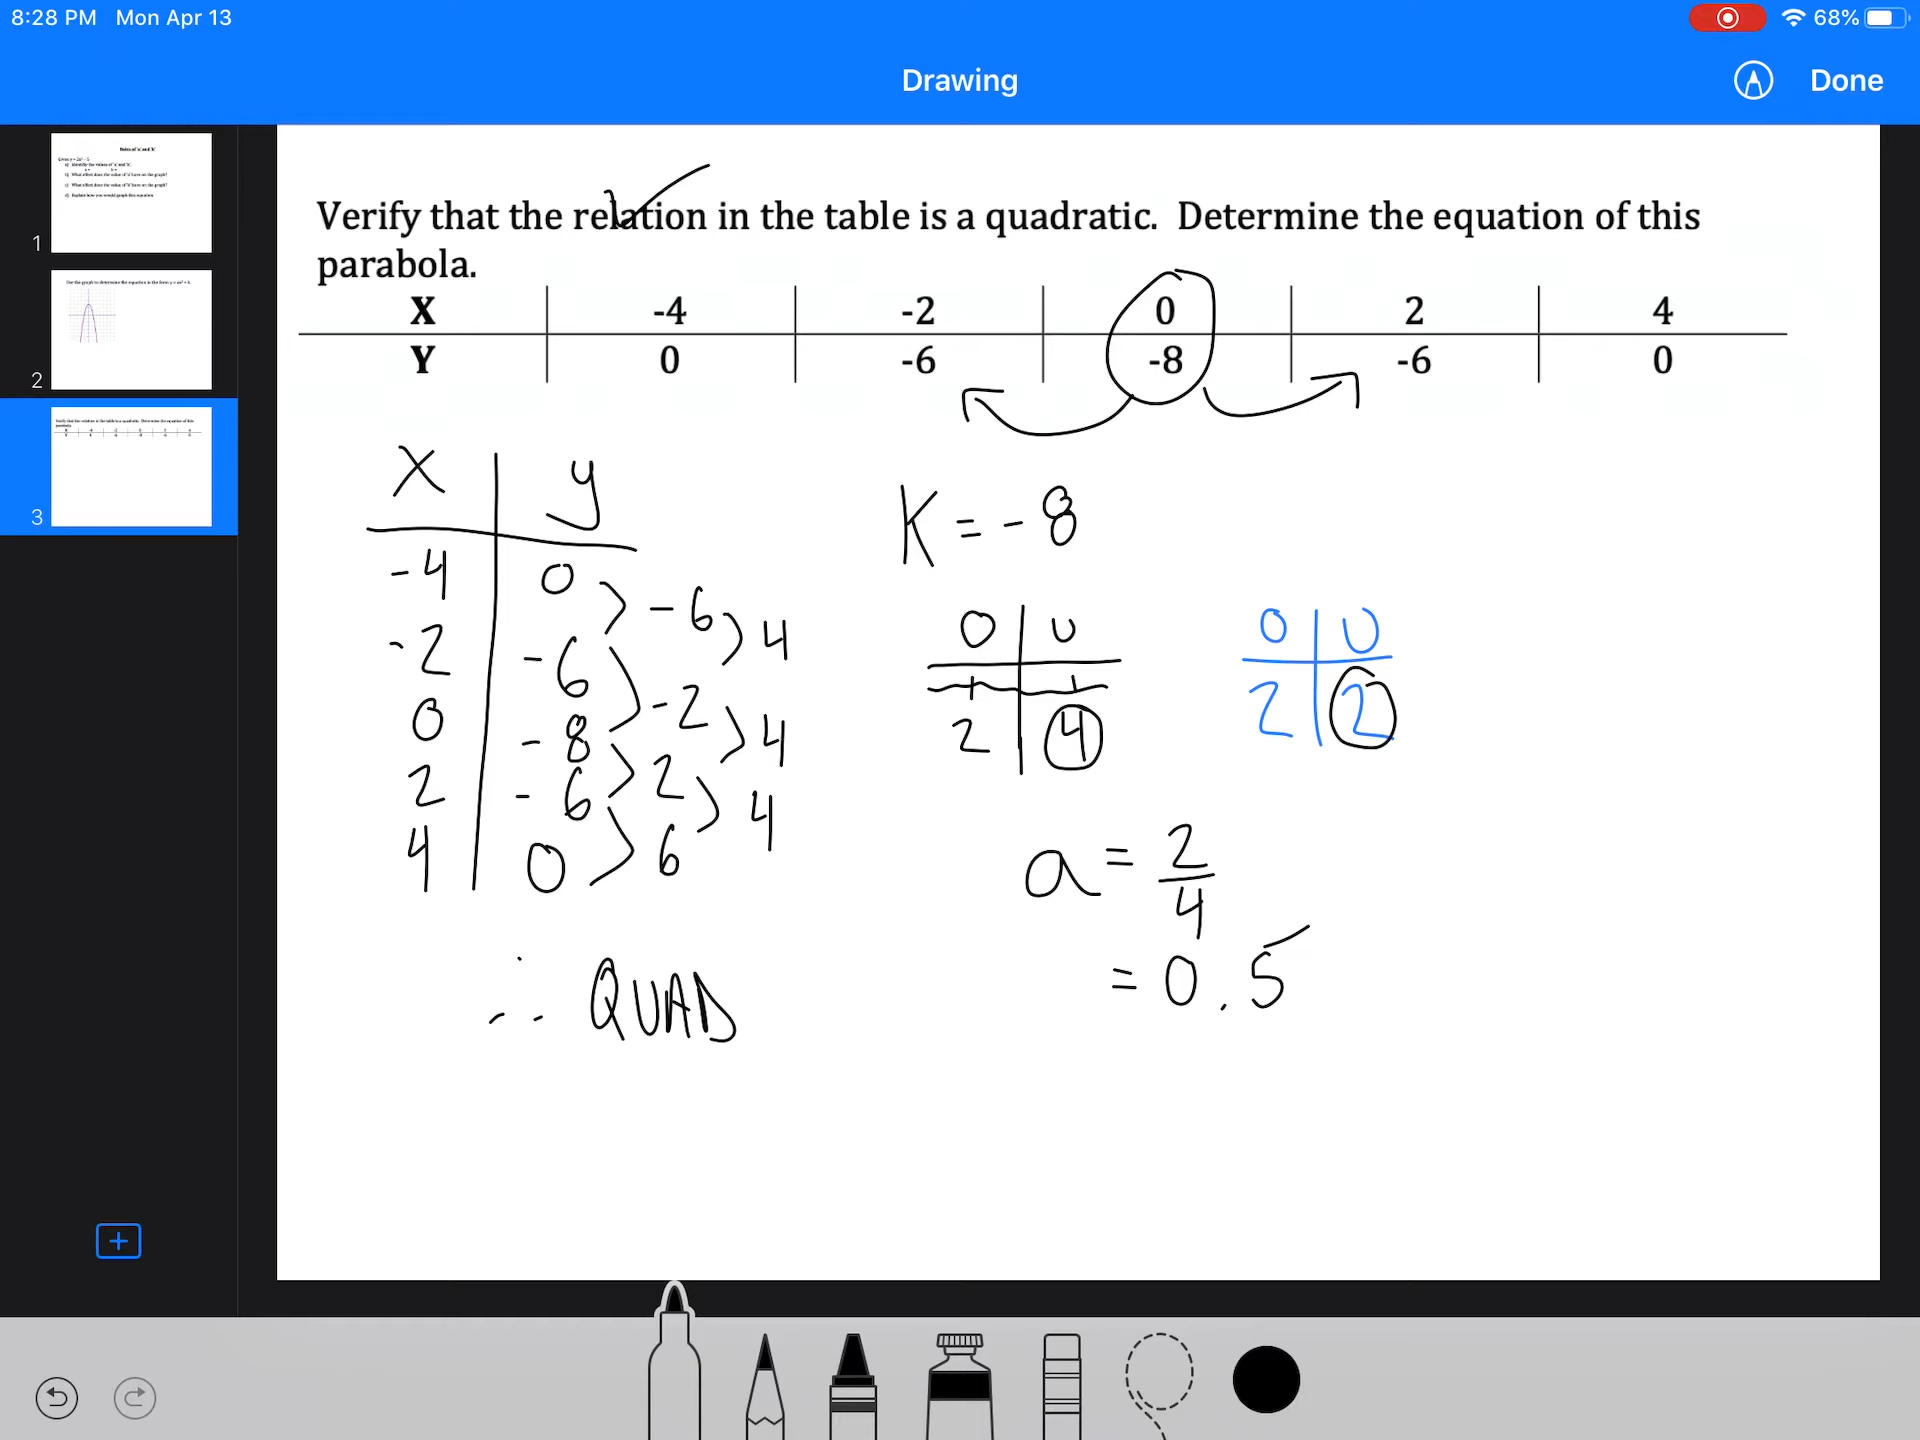 8:28 PM Mon Apr 13
68%
Drawing
Done
1
2
3
Verify that the relation in the table is a quadratic. Determine the equation of this
parabola.
X -4 -2 0 2 4
Y 0 -6 -8 -6 0
x y
-4 0
-2 -6
0 -8
2 -6
4 0
-6
-2
2
6
4
4
4
∴ QUAD
K = -8
0 0
1 1
2 4
0 0
2 2
a = 2/4
= 0.5